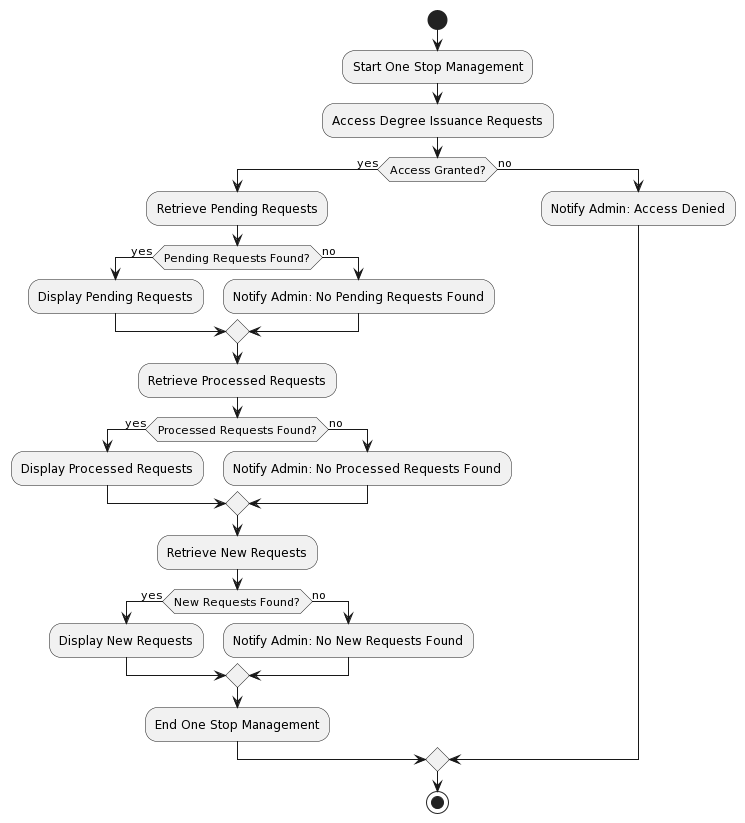 Start One Stop Management
Access Degree Issuance Requests
yes
Access Granted?
no
Retrieve Pending Requests
Notify Admin: Access Denied
yes
Pending Requests Found?
no
Display Pending Requests
Notify Admin: No Pending Requests Found
Retrieve Processed Requests
yes
Processed Requests Found?
no
Display Processed Requests
Notify Admin: No Processed Requests Found
Retrieve New Requests
yes
New Requests Found?
no
Display New Requests
Notify Admin: No New Requests Found
End One Stop Management